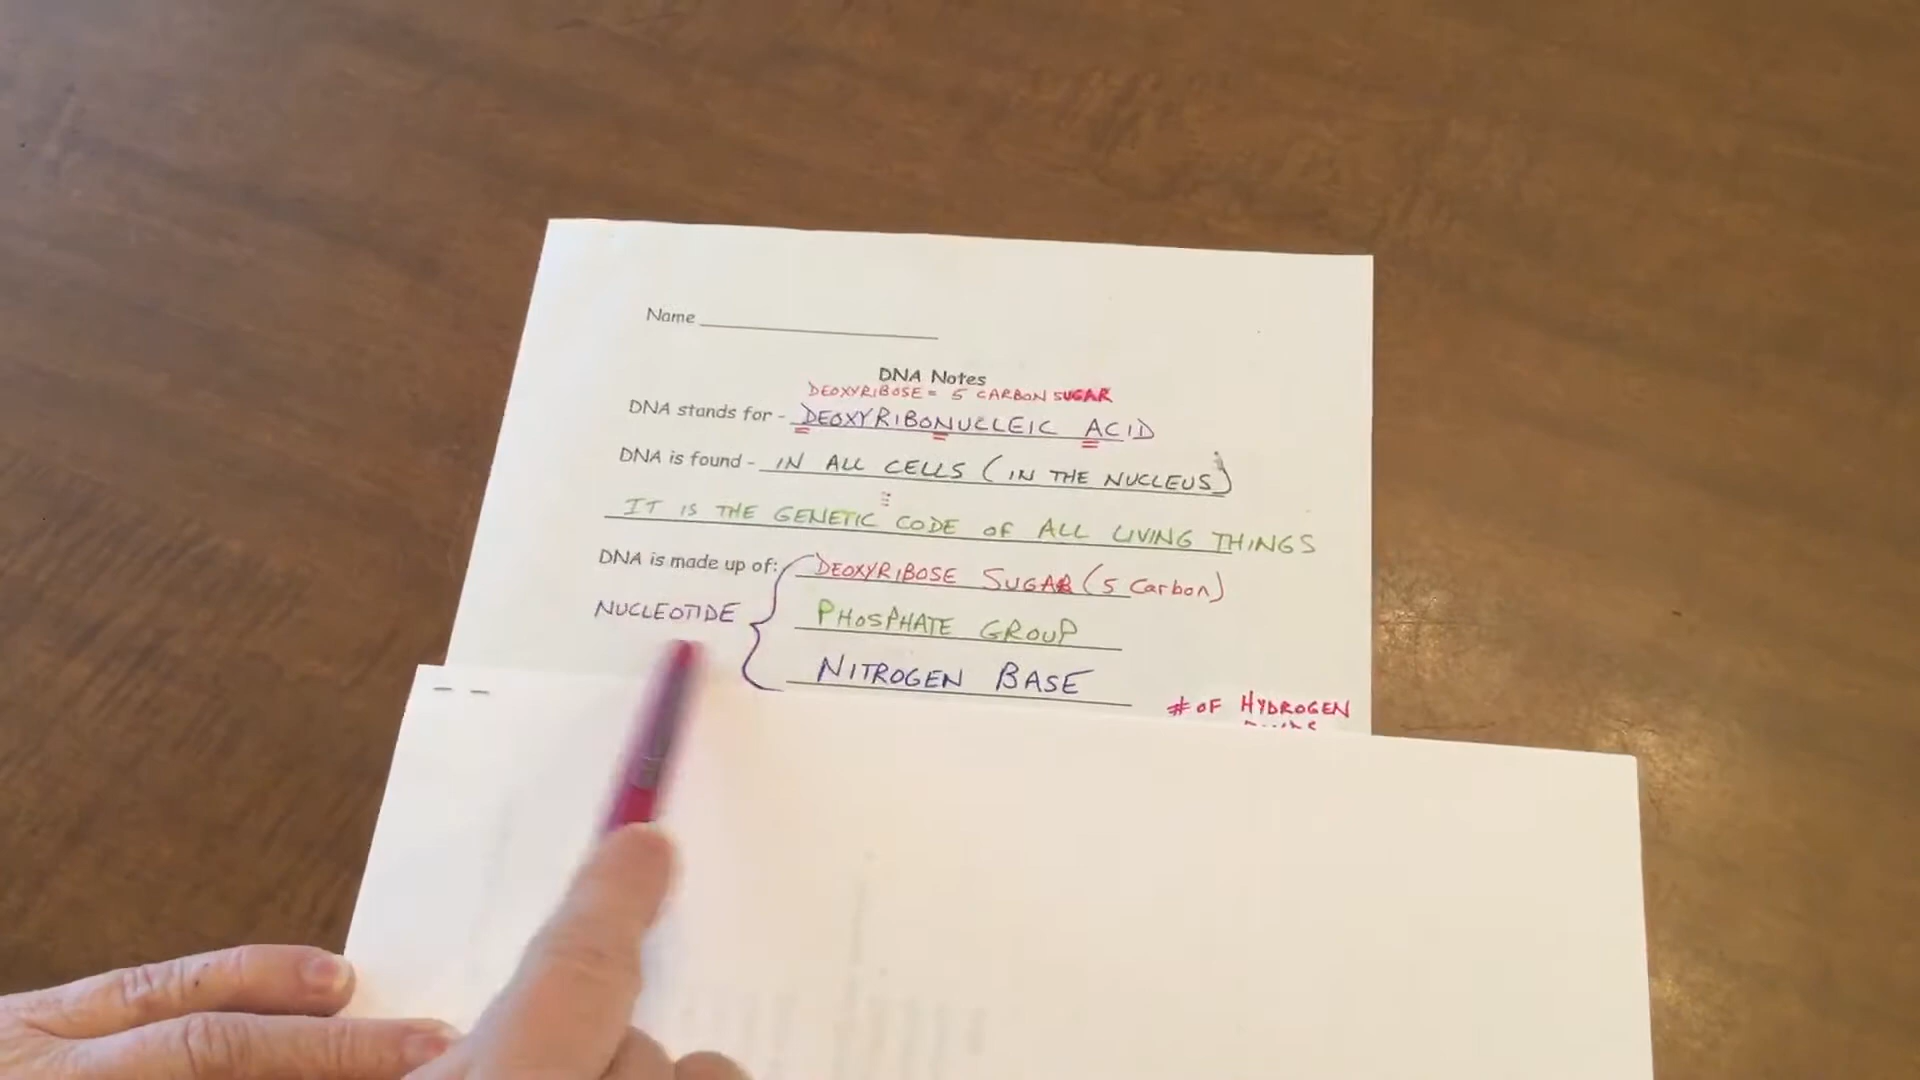 Name
DNA Notes
DEOXYRIBOSE = 5 CARBON SUGAR
DNA stands for - DEOXYRIBONUCLEIC ACID
DNA is found - IN ALL CELLS (IN THE NUCLEUS)
IT IS THE GENETIC CODE OF ALL LIVING THINGS
DNA is made up of: DEOXYRIBOSE SUGAR (5 Carbon)
NUCLEOTIDE PHOSPHATE GROUP
NITROGEN BASE
# OF HYDROGEN